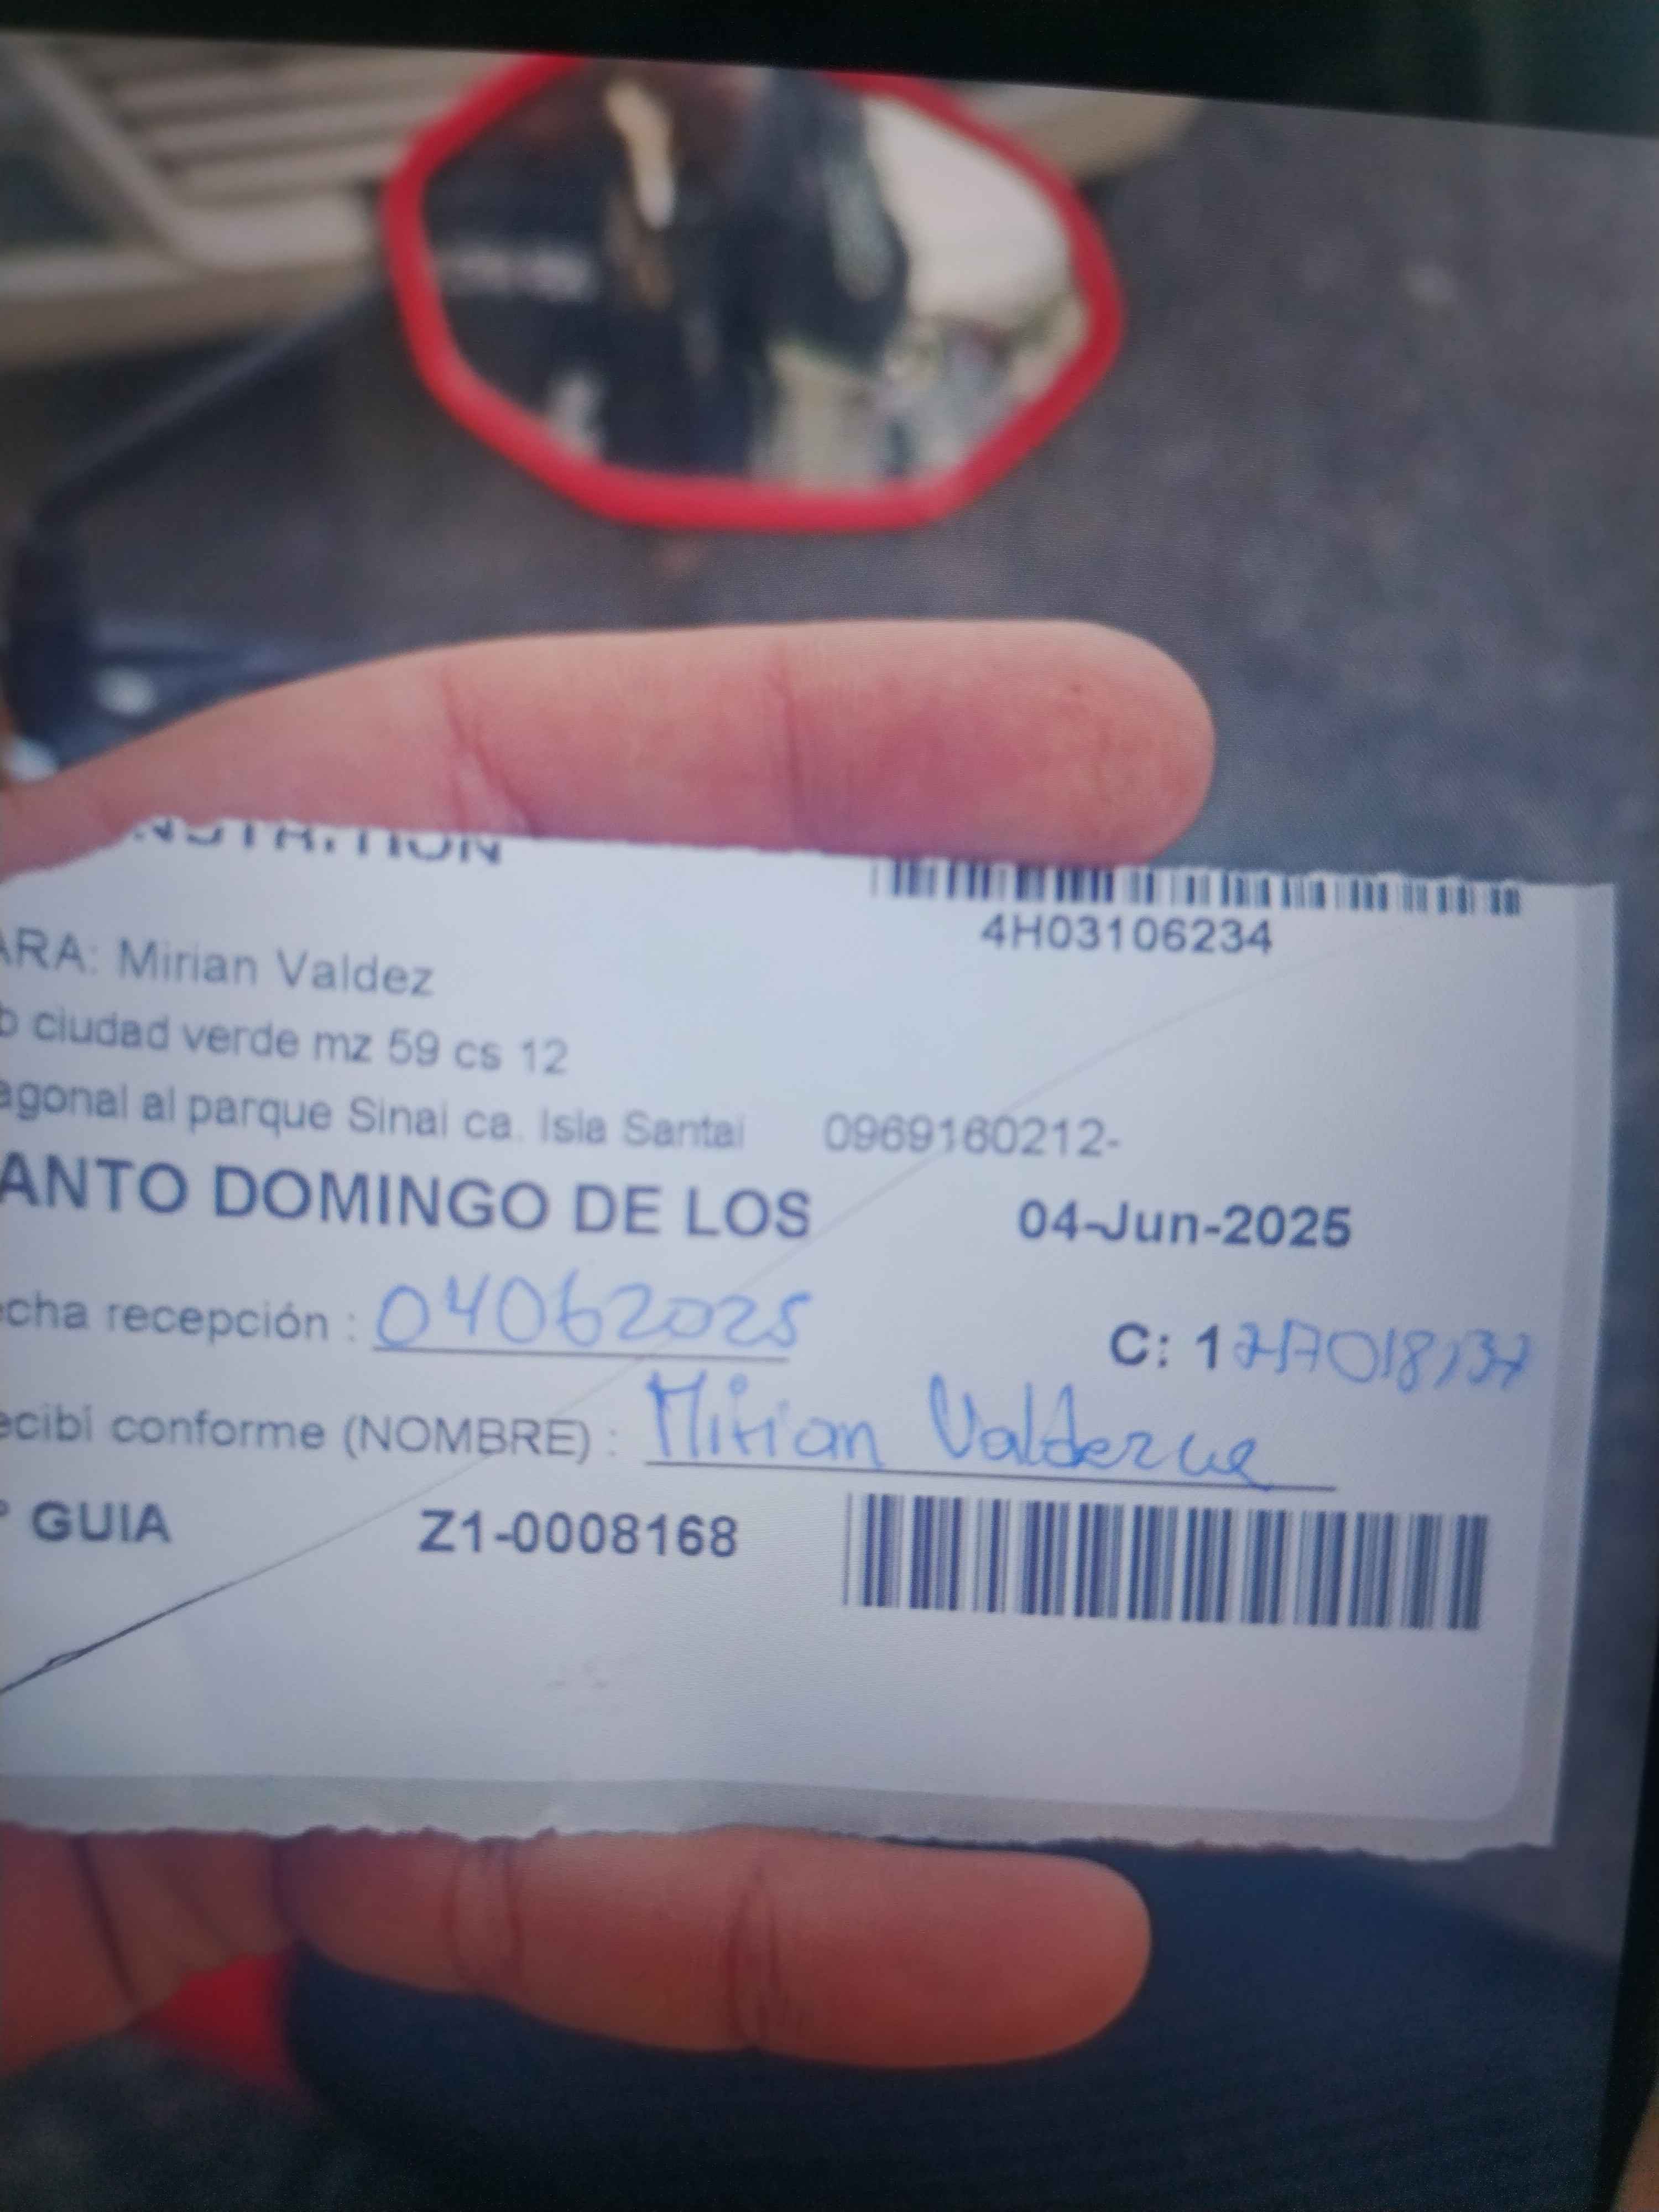 4H03106234
ARA: Mirian Valdez
b ciudad verde mz 59 cs 12
agonal al parque Sinai ca. Isla Santai 0969160212-
ANTO DOMINGO DE LOS 04-Jun-2025
echa recepción : 04062025 C: 1
ecibí conforme (NOMBRE) : Mirian
° GUIA Z1-0008168